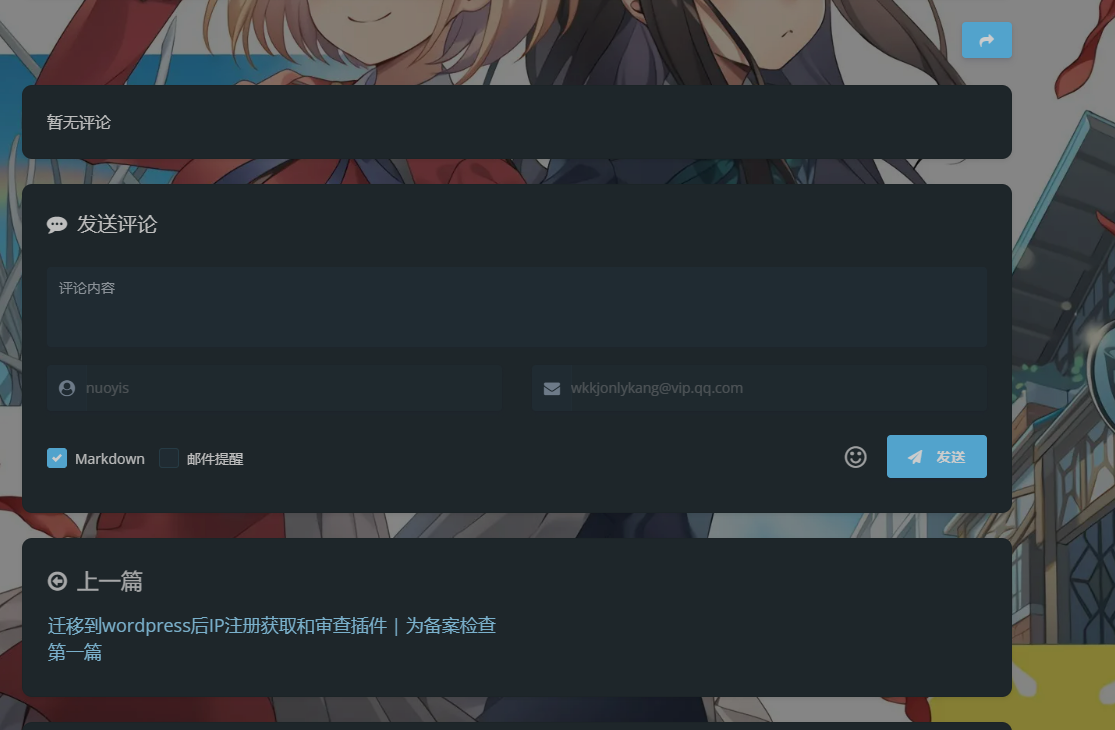 暂无评论
发送评论
评论内容
nuoyis
wkkjonlykang@vip.qq.com
Markdown
邮件提醒
发送
上一篇
迁移到wordpress后IP注册获取和审查插件 | 为备案检查
第一篇